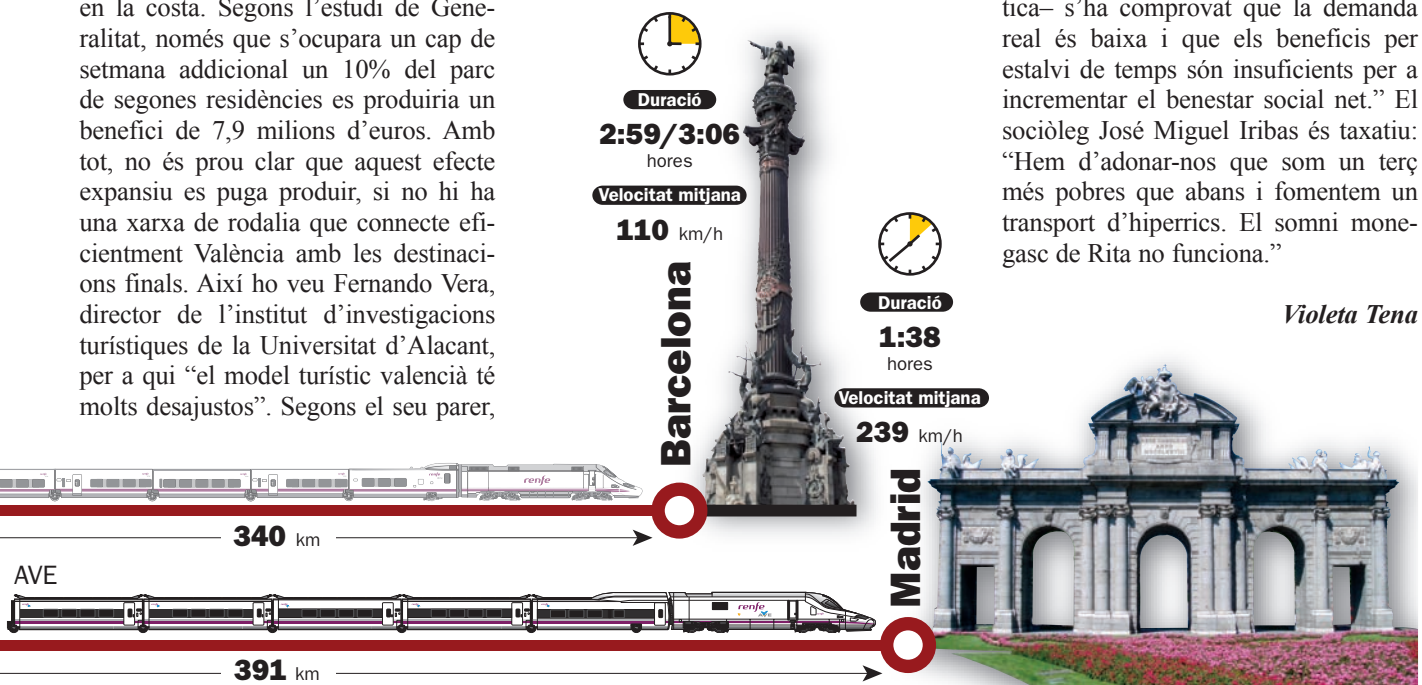 en la costa. Segons l’estudi de Gene-
ralitat, només que s’ocupara un cap de
setmana addicional un 10% del parc
de segones residències es produiria un
benefici de 7,9 milions d’euros. Amb
tot, no és prou clar que aquest efecte
expansiu es puga produir, si no hi ha
una xarxa de rodalia que connecte efi-
cientment València amb les destinaci-
ons finals. Així ho veu Fernando Vera,
director de l’institut d’investigacions
turístiques de la Universitat d’Alacant,
per a qui “el model turístic valencià té
molts desajustos”. Segons el seu parer,
tica– s’ha comprovat que la demanda
real és baixa i que els beneficis per
estalvi de temps són insuficients per a
incrementar el benestar social net.” El
sociòleg José Miguel Iribas és taxatiu:
“Hem d’adonar-nos que som un terç
més pobres que abans i fomentem un
transport d’hiperrics. El somni mone-
gasc de Rita no funciona.”
Violeta Tena
Duració
2:59/3:06
hores
Velocitat mitjana
110 km/h
Barcelona
renfe
340 km
Duració
1:38
hores
Velocitat mitjana
239 km/h
Madrid
AVE
renfe
391 km